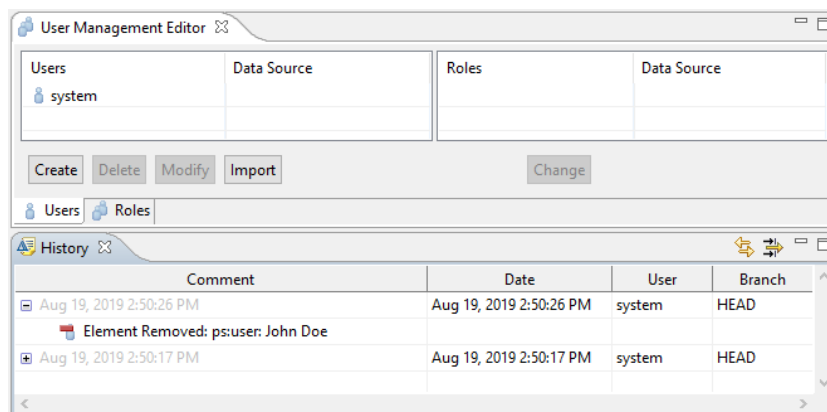 User Management Editor
Users Data Source Roles Data Source
system
Create Delete Modify Import Change
Users Roles
History
Comment Date User Branch
Aug 19, 2019 2:50:26 PM Aug 19, 2019 2:50:26 PM system HEAD
Element Removed: ps:user: John Doe
Aug 19, 2019 2:50:17 PM Aug 19, 2019 2:50:17 PM system HEAD